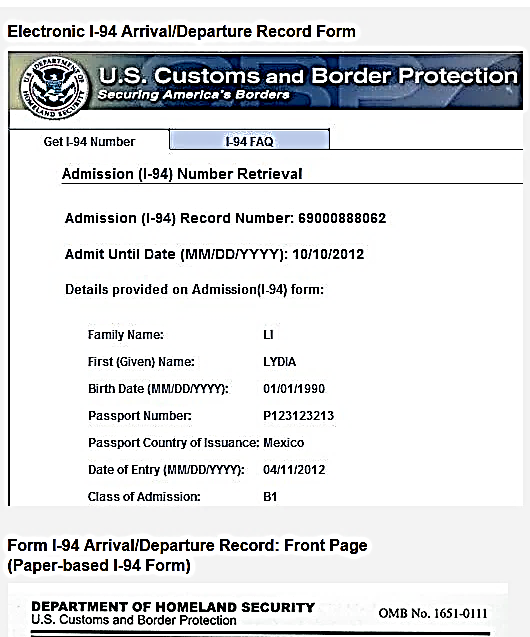 Electronic I-94 Arrival/Departure Record Form
U.S. Customs and Border Protection
Securing America's Borders
Get I-94 Number
I-94 FAQ
Admission (I-94) Number Retrieval
Admission (I-94) Record Number: 69000888062
Admit Until Date (MM/DD/YYYY): 10/10/2012
Details provided on Admission(I-94) form:
Family Name: LI
First (Given) Name: LYDIA
Birth Date (MM/DD/YYYY): 01/01/1990
Passport Number: P123123213
Passport Country of Issuance: Mexico
Date of Entry (MM/DD/YYYY): 04/11/2012
Class of Admission: B1
Form I-94 Arrival/Departure Record: Front Page
(Paper-based I-94 Form)
DEPARTMENT OF HOMELAND SECURITY
U.S. Customs and Border Protection
OMB No. 1651-0111